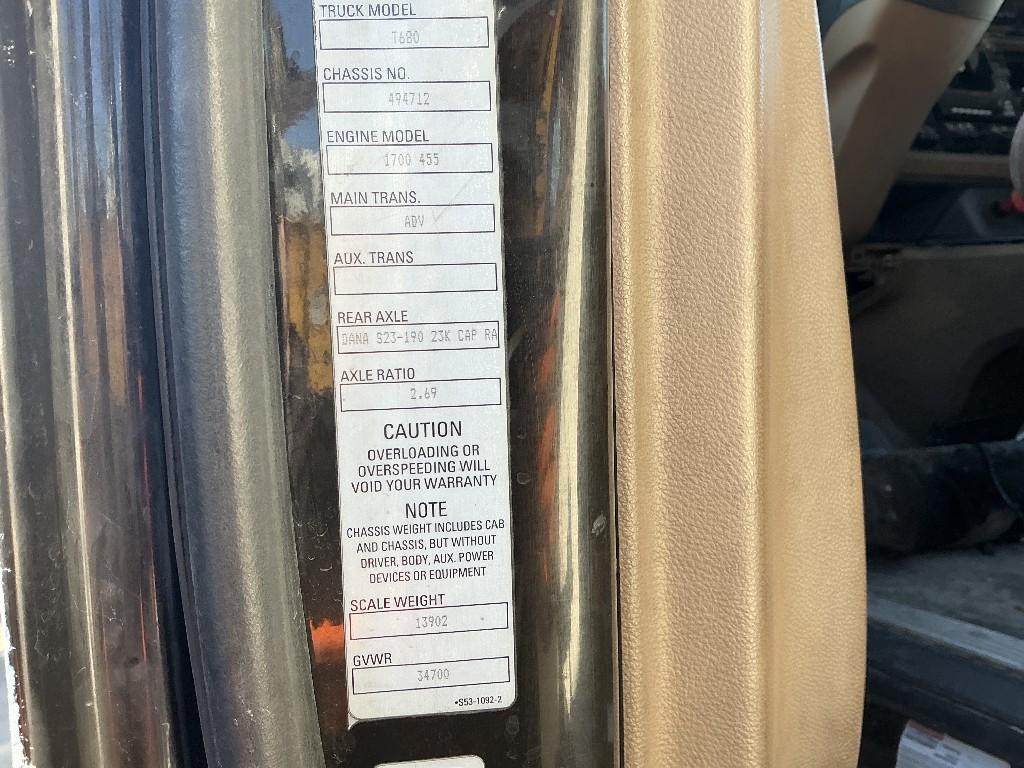 TRUCK MODEL
T680
CHASSIS NO.
494712
ENGINE MODEL
1700 455
MAIN TRANS.
ADV
AUX. TRANS
REAR AXLE
DANA S23-190 23K CAP RA
AXLE RATIO
2.69
CAUTION
OVERLOADING OR
OVERSPEEDING WILL
VOID YOUR WARRANTY
NOTE
CHASSIS WEIGHT INCLUDES CAB
AND CHASSIS, BUT WITHOUT
DRIVER, BODY, AUX. POWER
DEVICES OR EQUIPMENT
SCALE WEIGHT
13902
GVWR
34700
•S53-1092-2